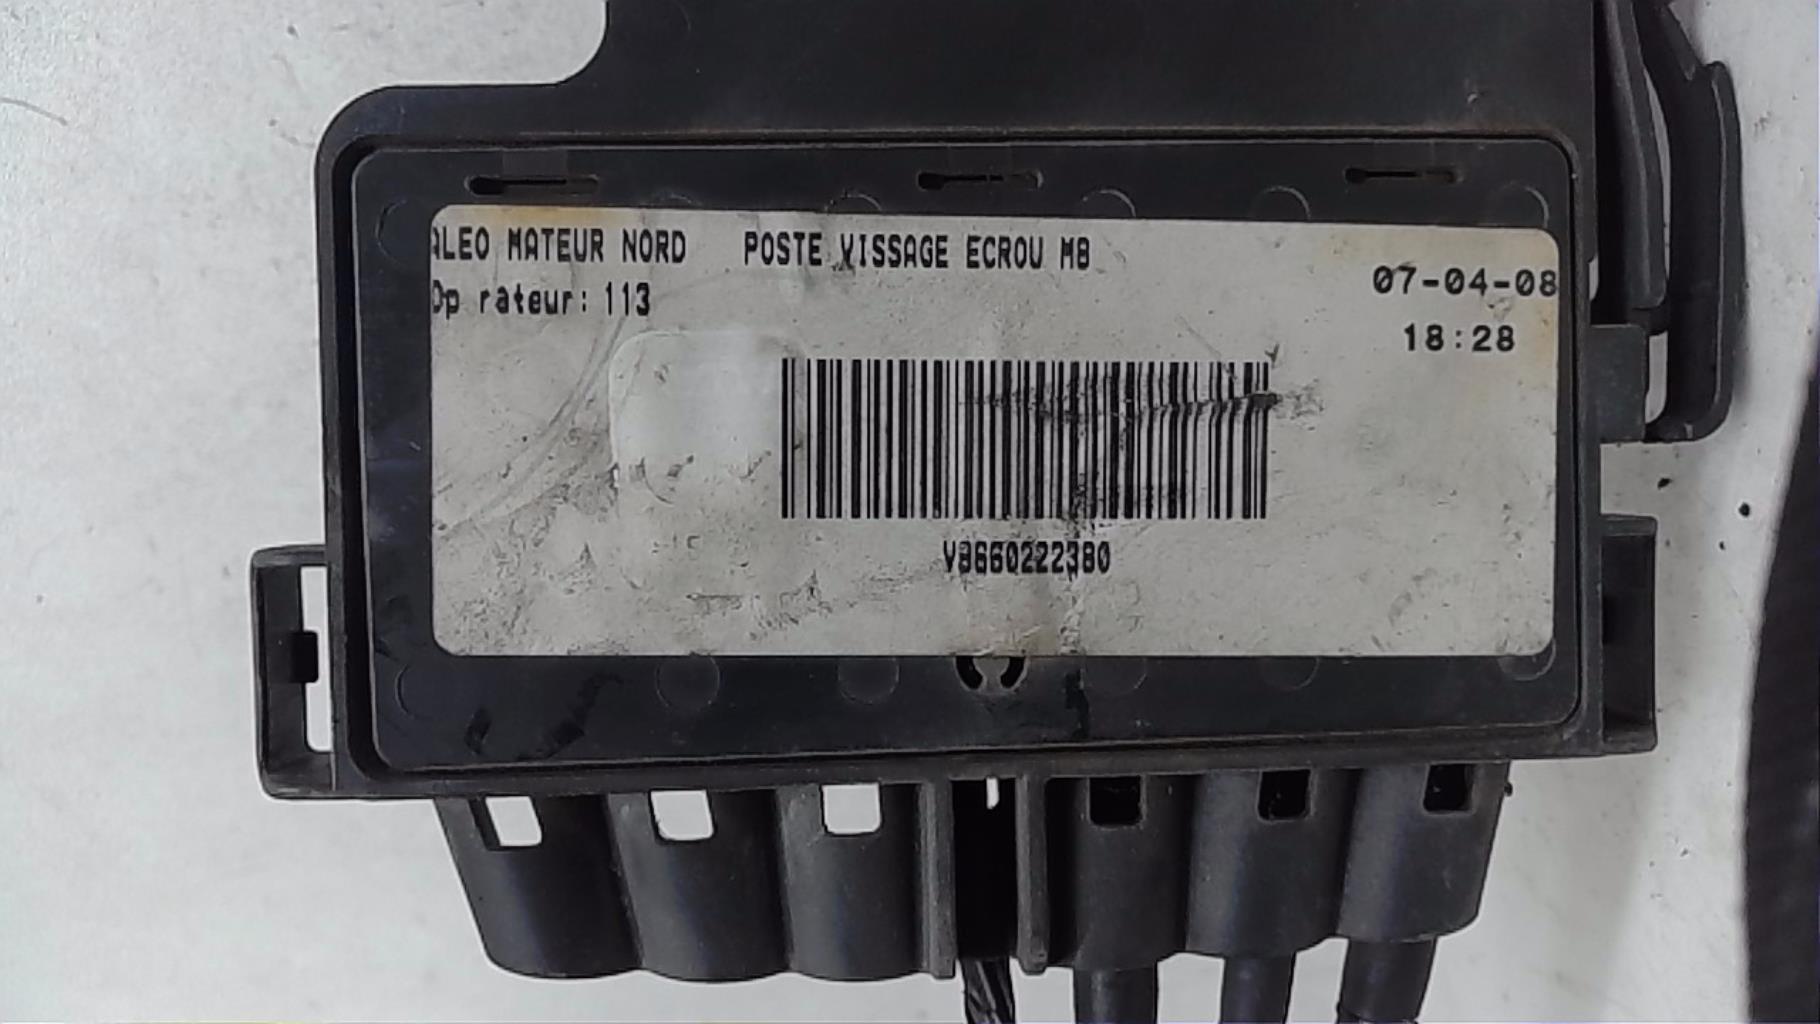 ALEO MATEUR NORD POSTE VISSAGE ECROU M8
Op rateur: 113
07-04-08
18:28
V8660222380